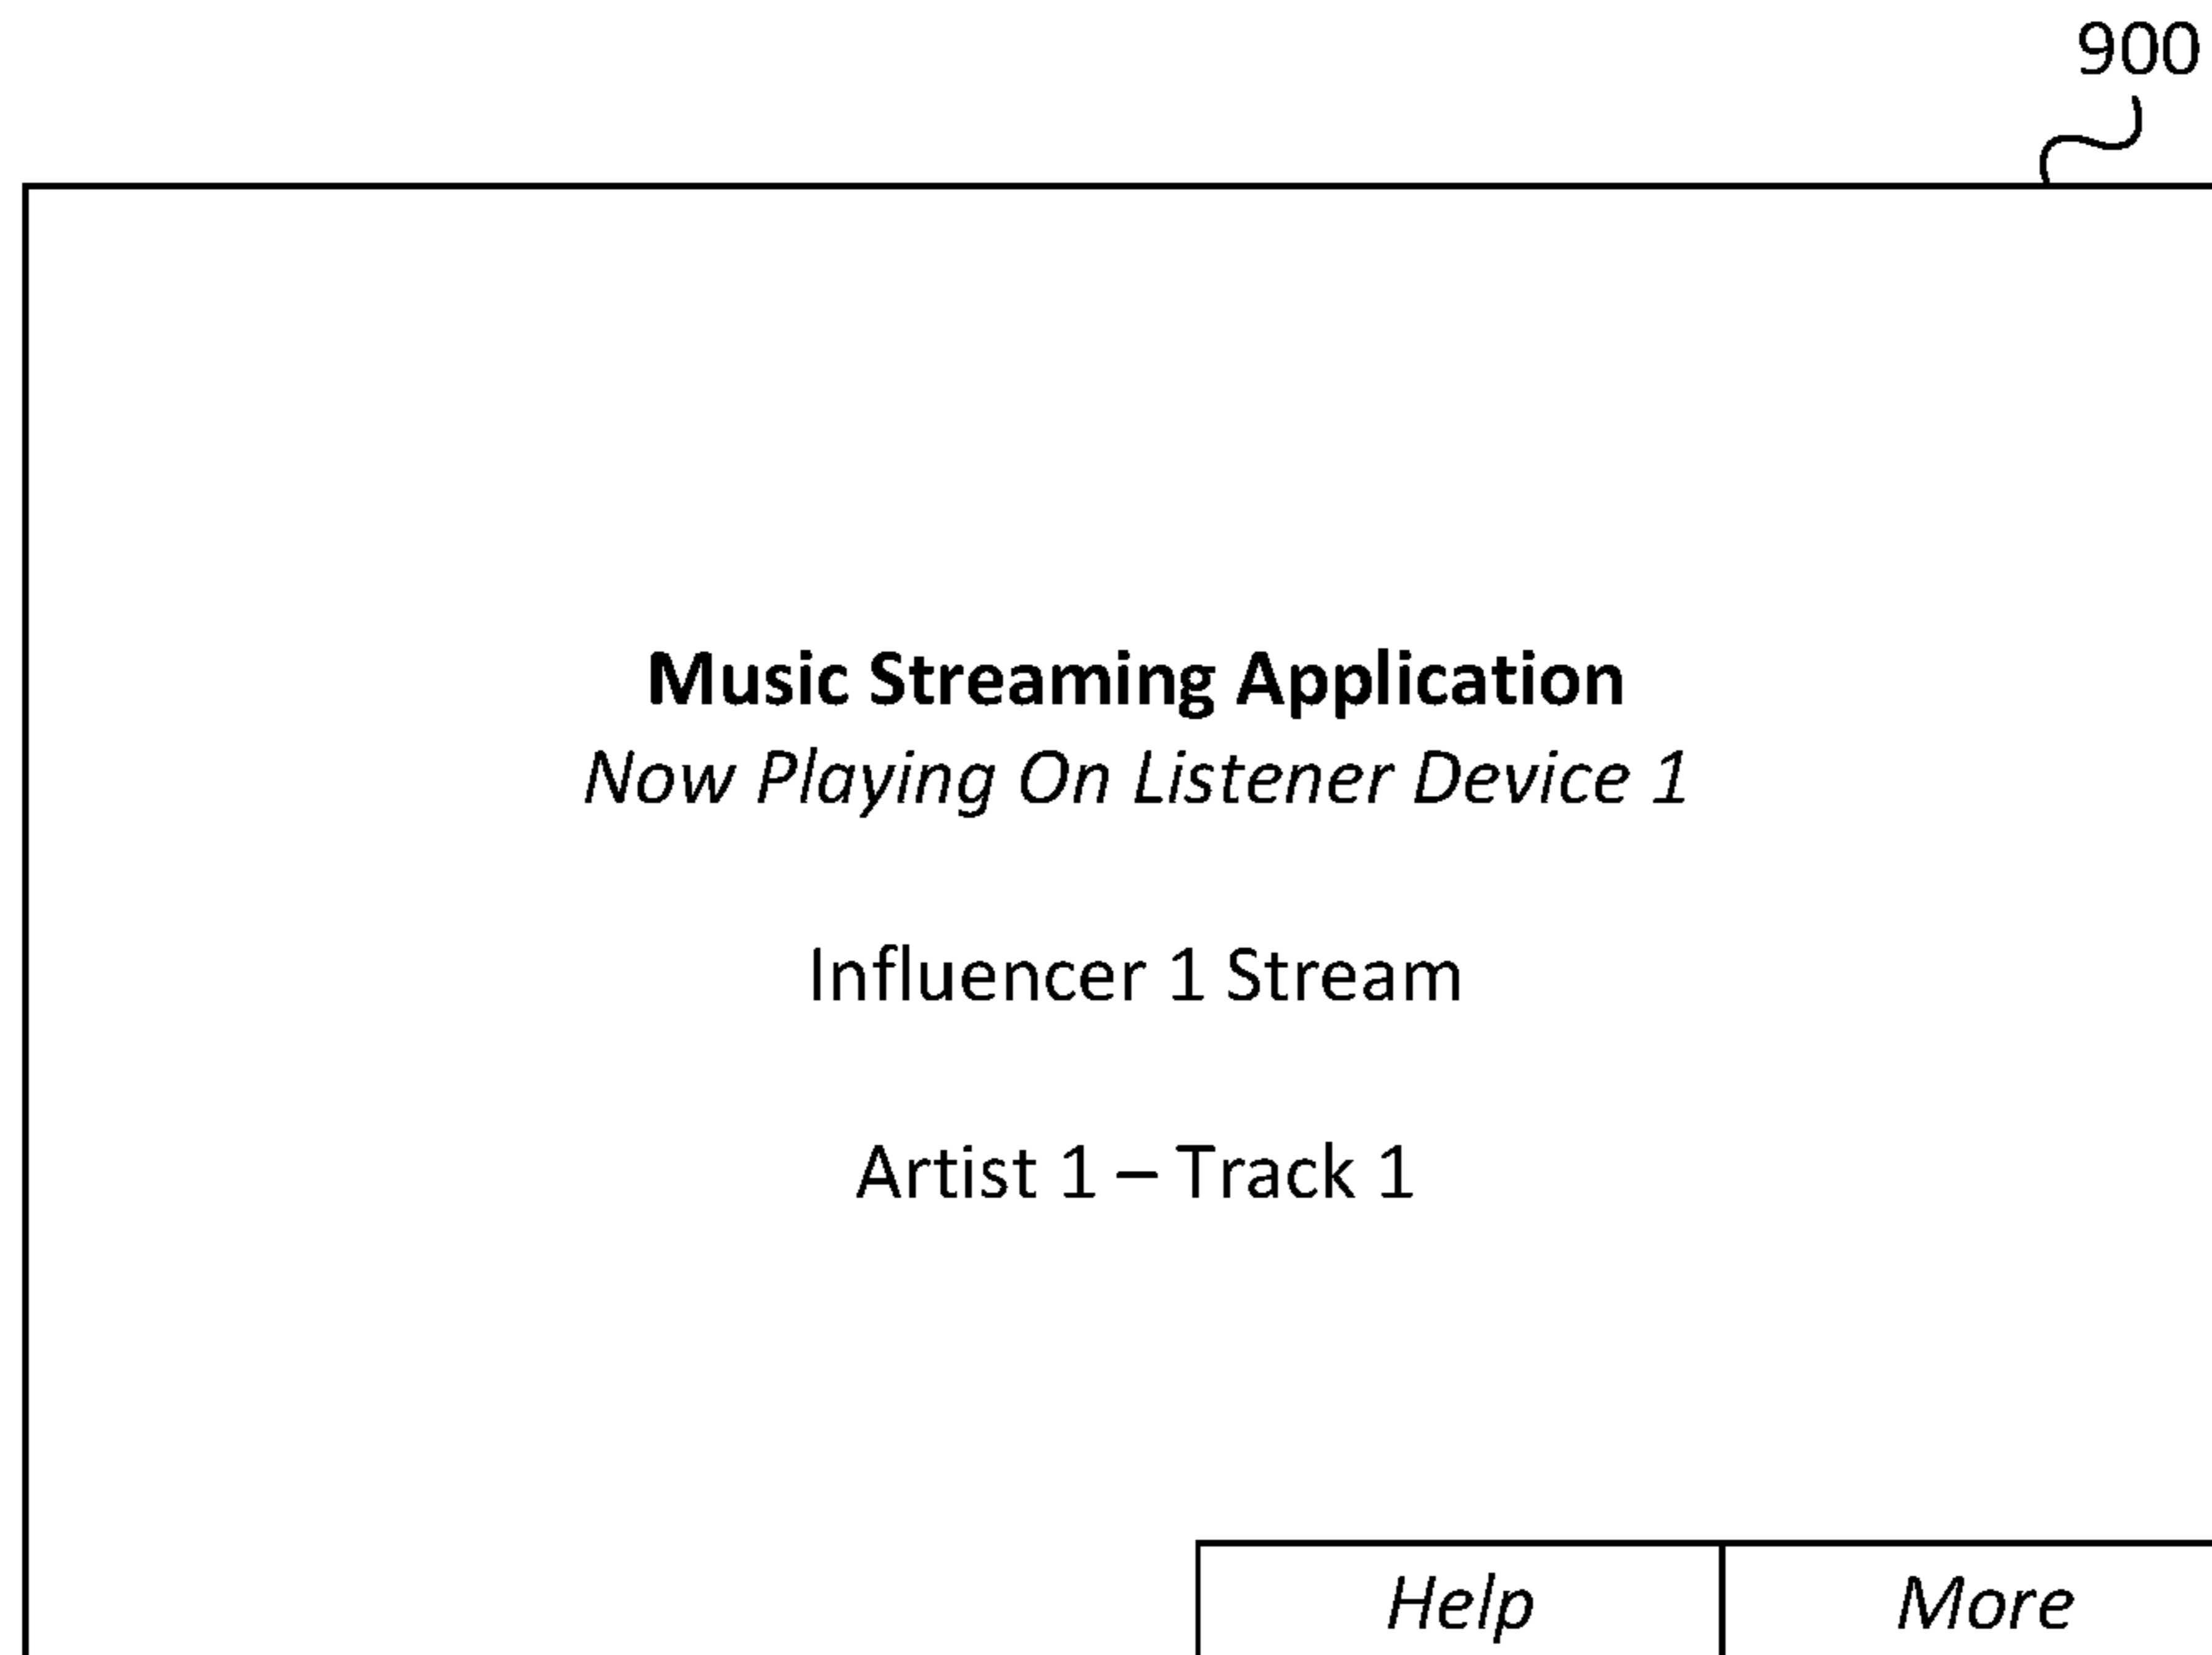 900
Music Streaming Application
Now Playing On Listener Device 1
Influencer 1 Stream
Artist 1 – Track 1
Help
More